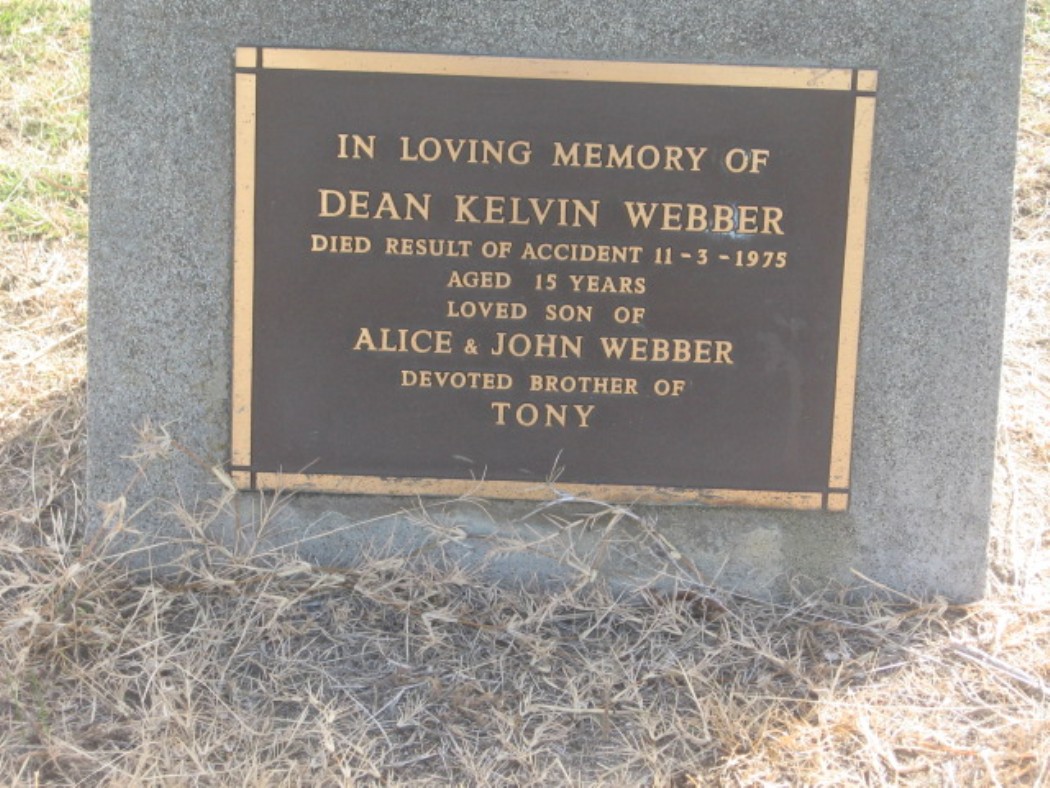 IN LOVING MEMORY OF
DEAN KELVIN WEBBER
DIED RESULT OF ACCIDENT 11-3-1975
AGED 15 YEARS
LOVED SON OF
ALICE & JOHN WEBBER
DEVOTED BROTHER OF
TONY